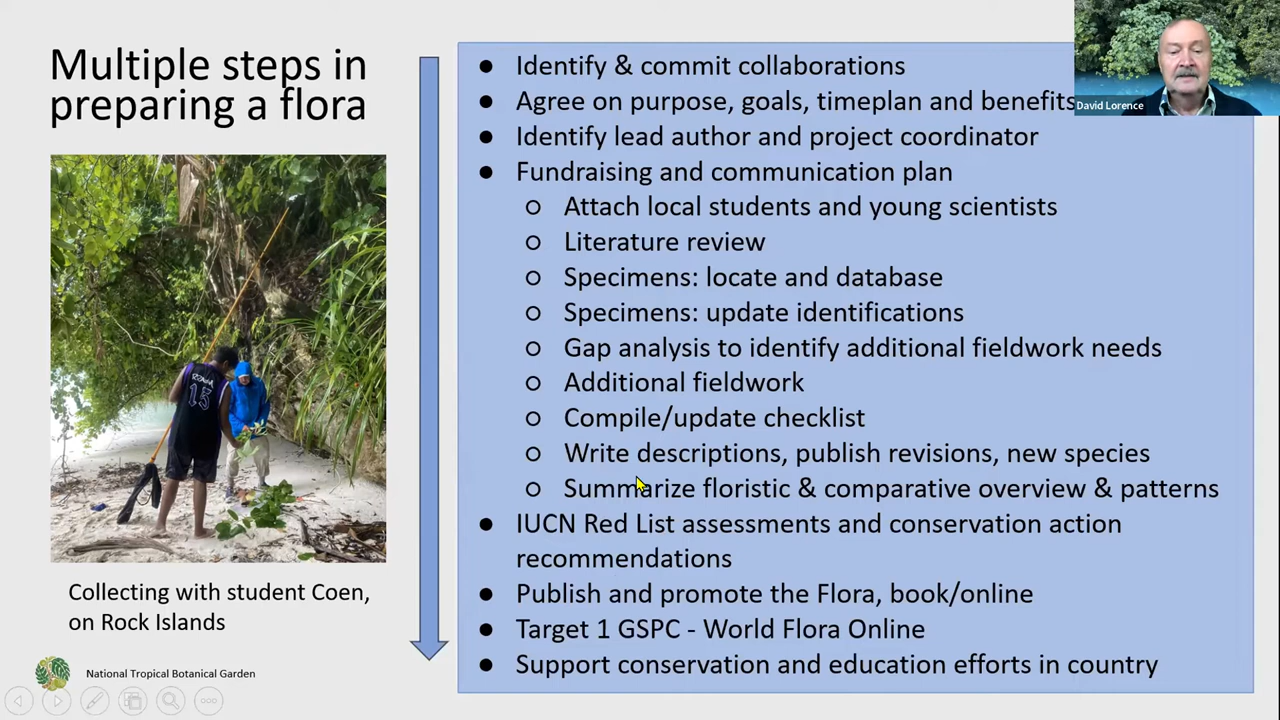 Multiple steps in
preparing a flora
Collecting with student Coen,
on Rock Islands
National Tropical Botanical Garden
● Identify & commit collaborations
● Agree on purpose, goals, timeplan and benefits
● Identify lead author and project coordinator
● Fundraising and communication plan
○ Attach local students and young scientists
○ Literature review
○ Specimens: locate and database
○ Specimens: update identifications
○ Gap analysis to identify additional fieldwork needs
○ Additional fieldwork
○ Compile/update checklist
○ Write descriptions, publish revisions, new species
○ Summarize floristic & comparative overview & patterns
● IUCN Red List assessments and conservation action
recommendations
● Publish and promote the Flora, book/online
● Target 1 GSPC - World Flora Online
● Support conservation and education efforts in country
David Lorence
13